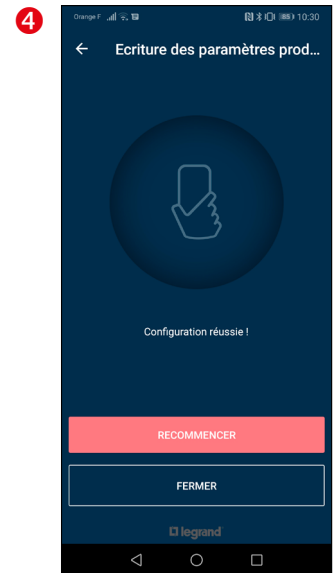 4
Orange F 10:30
Ecriture des paramètres prod...
Configuration réussie !
RECOMMENCER
FERMER
legrand